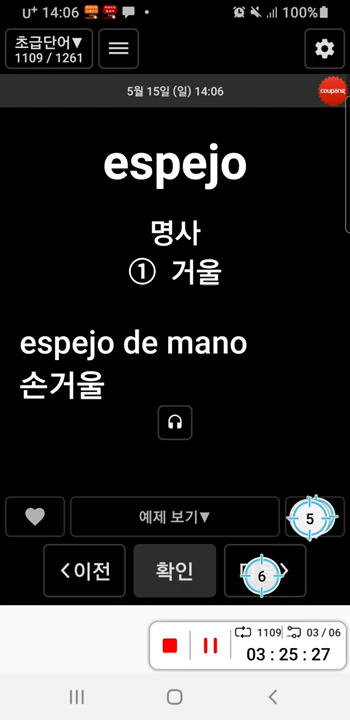 U+ 14:06 100%
초급단어▼
1109 / 1261
5월 15일 (일) 14:06
coupang
espejo
명사
① 거울
espejo de mano
손거울
예제 보기▼
5
<이전
확인
6
1109 03 / 06
03 : 25 : 27